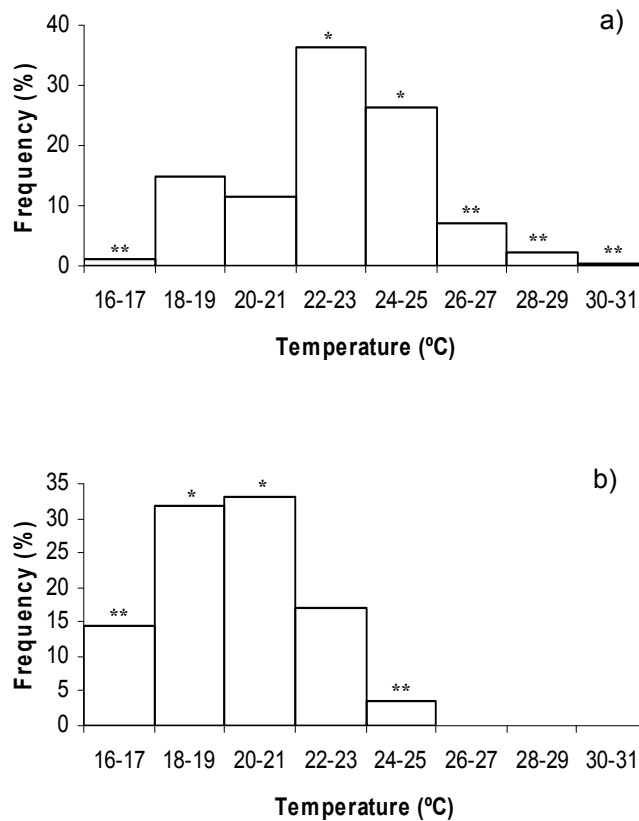 a)
Frequency (%)
40
30
20
10
0
*
*
**
**
**
**
16-17 18-19 20-21 22-23 24-25 26-27 28-29 30-31
Temperature (ºC)
b)
Frequency (%)
35
30
25
20
15
10
5
0
*
*
**
**
16-17 18-19 20-21 22-23 24-25 26-27 28-29 30-31
Temperature (ºC)